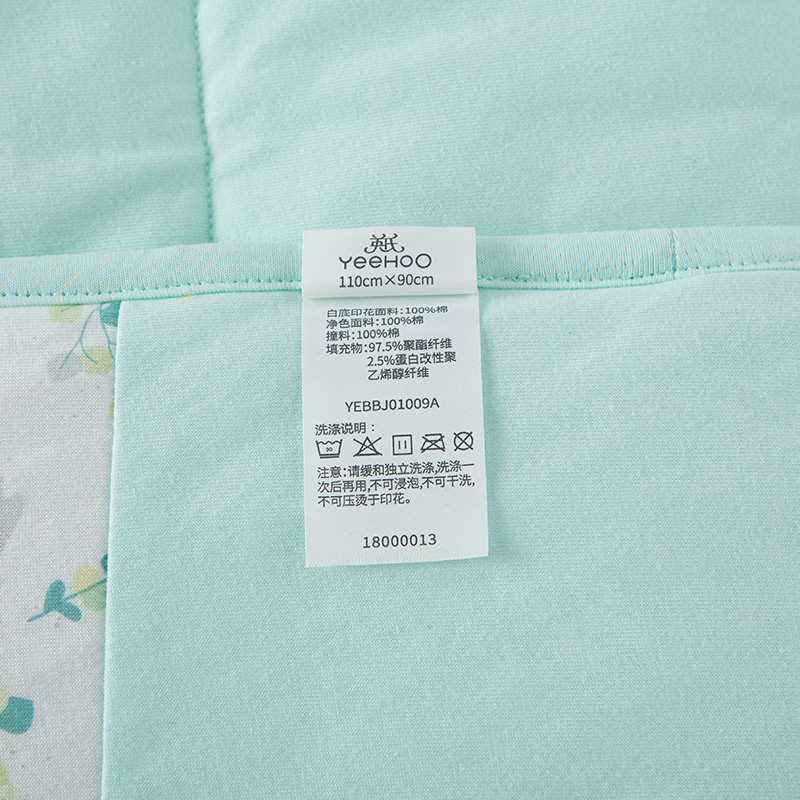 英氏
YEEHOO
110cm×90cm
白底印花面料:100%棉
净色面料:100%棉
撞料:100%棉
填充物:97.5%聚酯纤维
2.5%蛋白改性聚
乙烯醇纤维
YEBBJ01009A
洗涤说明:
30
注意:请缓和独立洗涤,洗涤一
次后再用,不可浸泡,不可干洗,
不可压烫于印花。
18000013